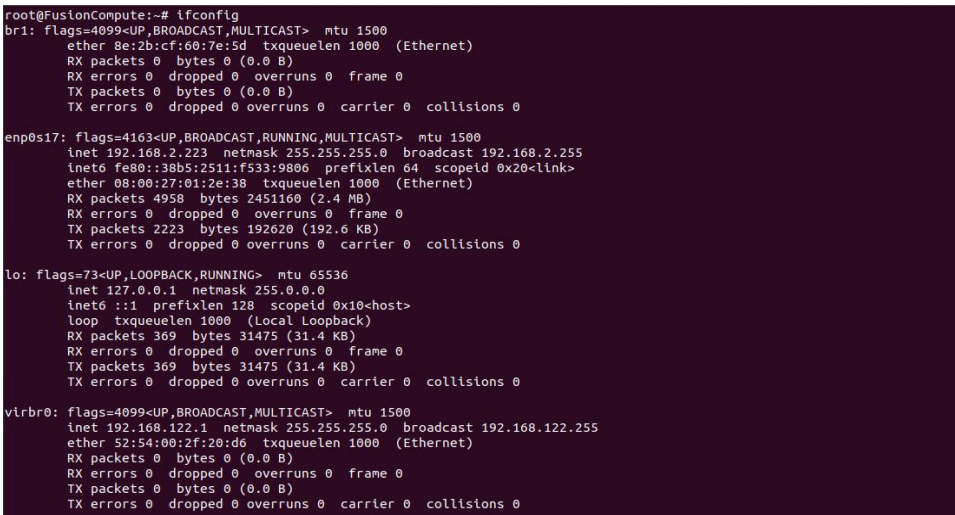 root@FusionCompute:~# ifconfig
br1: flags=4099<UP,BROADCAST,MULTICAST>  mtu 1500
        ether 8e:2b:cf:60:7e:5d  txqueuelen 1000  (Ethernet)
        RX packets 0  bytes 0 (0.0 B)
        RX errors 0  dropped 0  overruns 0  frame 0
        TX packets 0  bytes 0 (0.0 B)
        TX errors 0  dropped 0 overruns 0  carrier 0  collisions 0

enp0s17: flags=4163<UP,BROADCAST,RUNNING,MULTICAST>  mtu 1500
        inet 192.168.2.223  netmask 255.255.255.0  broadcast 192.168.2.255
        inet6 fe80::38b5:2511:f533:9806  prefixlen 64  scopeid 0x20<link>
        ether 08:00:27:01:2e:38  txqueuelen 1000  (Ethernet)
        RX packets 4958  bytes 2451160 (2.4 MB)
        RX errors 0  dropped 0  overruns 0  frame 0
        TX packets 2223  bytes 192620 (192.6 KB)
        TX errors 0  dropped 0 overruns 0  carrier 0  collisions 0

lo: flags=73<UP,LOOPBACK,RUNNING>  mtu 65536
        inet 127.0.0.1  netmask 255.0.0.0
        inet6 ::1  prefixlen 128  scopeid 0x10<host>
        loop  txqueuelen 1000  (Local Loopback)
        RX packets 369  bytes 31475 (31.4 KB)
        RX errors 0  dropped 0  overruns 0  frame 0
        TX packets 369  bytes 31475 (31.4 KB)
        TX errors 0  dropped 0 overruns 0  carrier 0  collisions 0

virbr0: flags=4099<UP,BROADCAST,MULTICAST>  mtu 1500
        inet 192.168.122.1  netmask 255.255.255.0  broadcast 192.168.122.255
        ether 52:54:00:2f:20:d6  txqueuelen 1000  (Ethernet)
        RX packets 0  bytes 0 (0.0 B)
        RX errors 0  dropped 0  overruns 0  frame 0
        TX packets 0  bytes 0 (0.0 B)
        TX errors 0  dropped 0 overruns 0  carrier 0  collisions 0